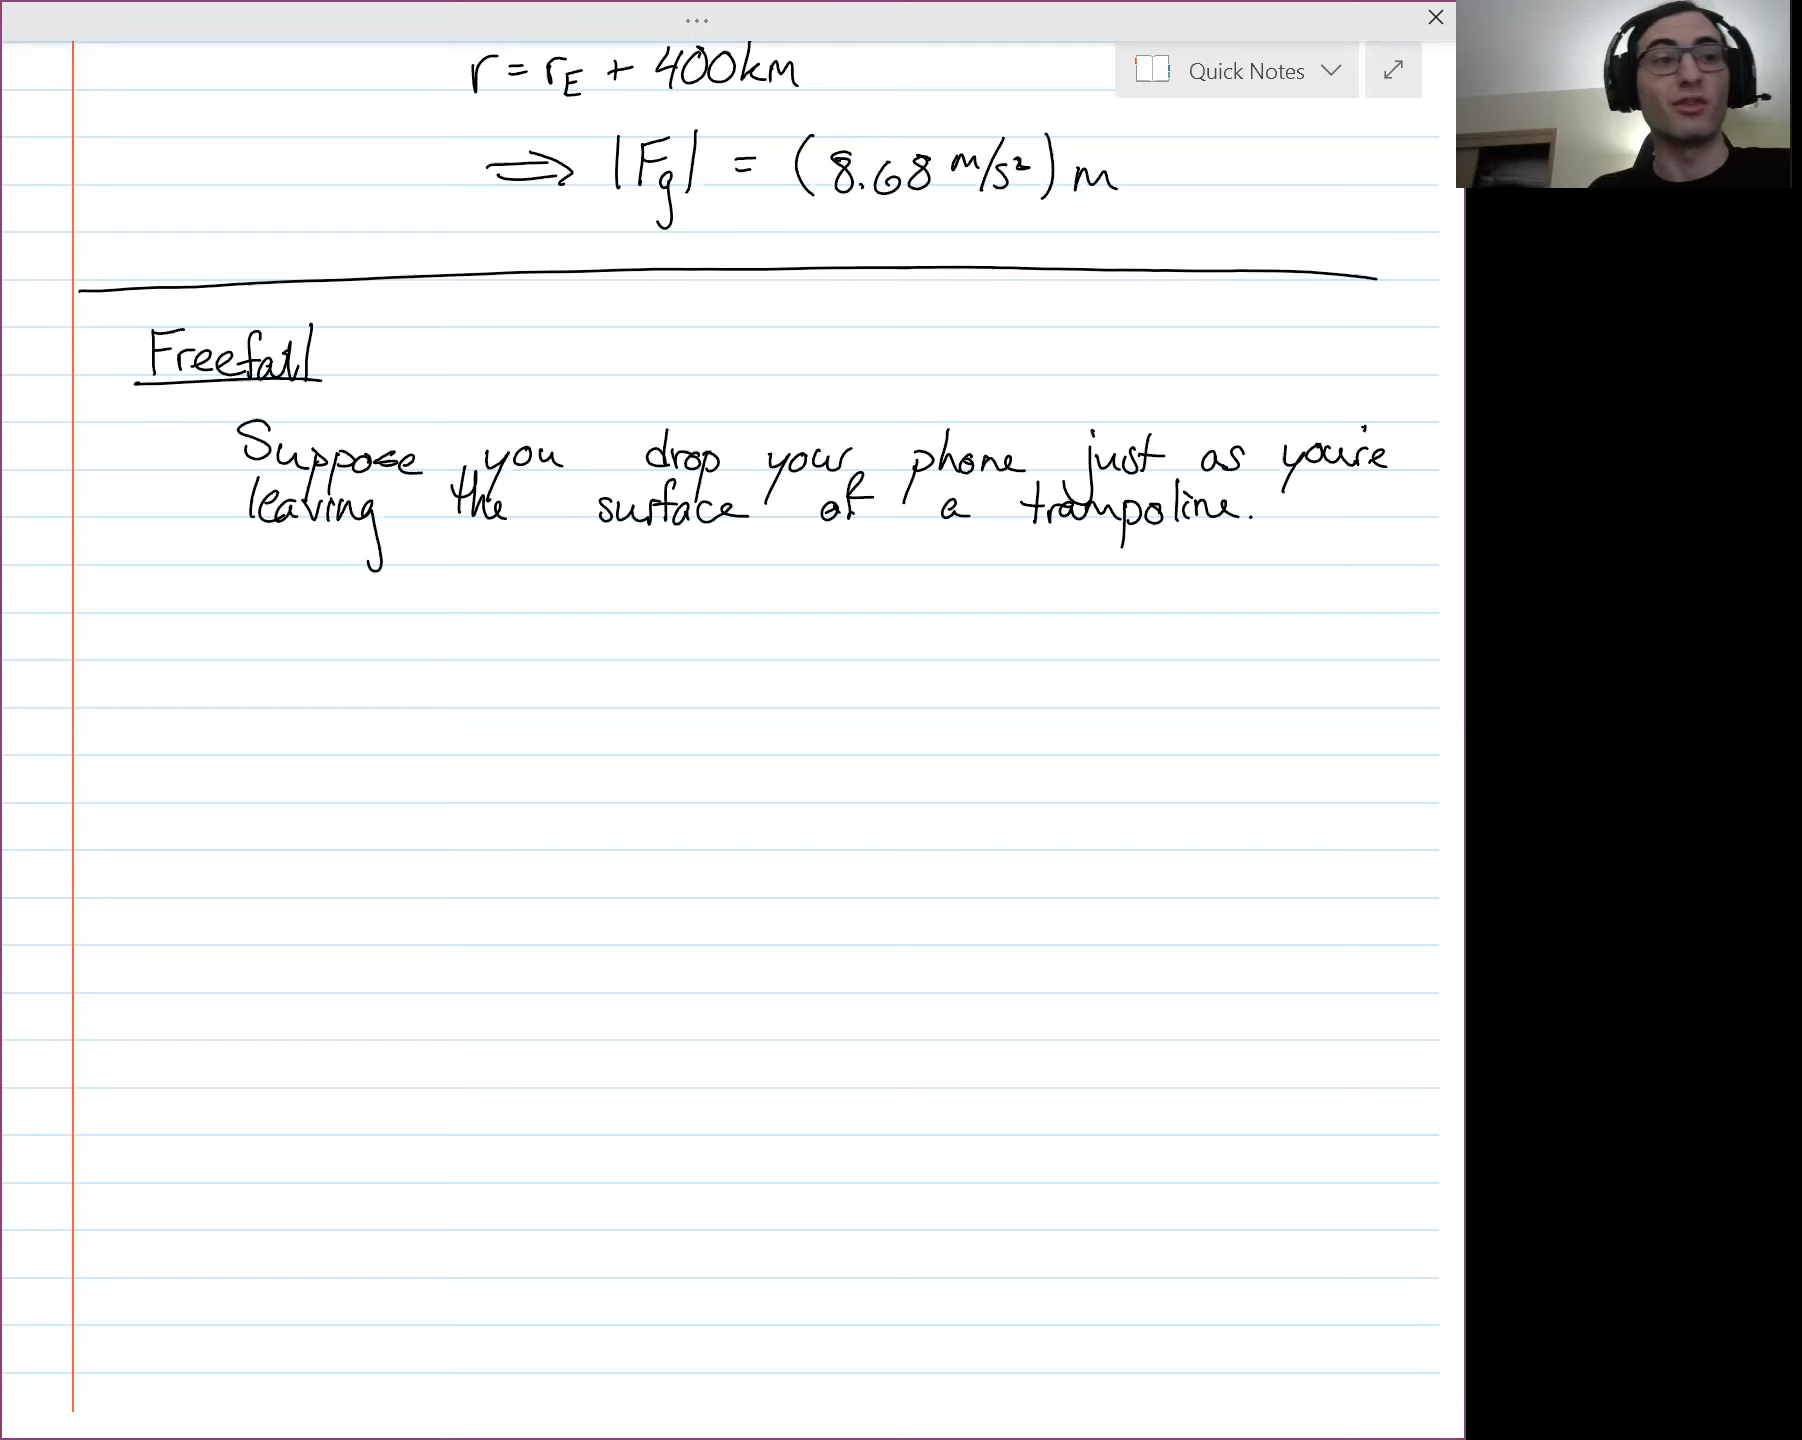 r = r_E + 400km
Quick Notes
⟹ |F_g| = (8.68 m/s²) m
Freefall
Suppose you drop your phone just as you're
leaving the surface of a trampoline.